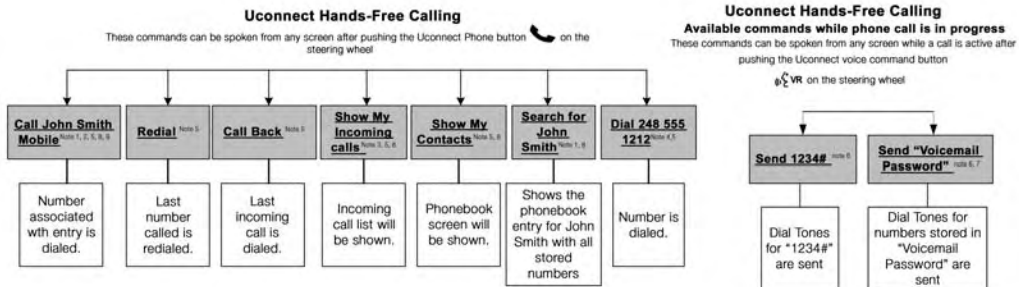 Uconnect Hands-Free Calling
These commands can be spoken from any screen after pushing the Uconnect Phone button on the
steering wheel
Call John Smith
Mobile Note 1, 2, 5, 8, 9
Redial Note 5
Call Back Note 5
Show My
Incoming
calls Note 3, 5, 6
Show My
Contacts Note 5, 6
Search for
John
Smith Note 1, 6
Dial 248 555
1212 Note 4,5
Number
associated
wth entry is
dialed.
Last
number
called is
redialed.
Last
incoming
call is
dialed.
Incoming
call list will
be shown.
Phonebook
screen will
be shown.
Shows the
phonebook
entry for John
Smith with all
stored
numbers
Number is
dialed.
Uconnect Hands-Free Calling
Available commands while phone call is in progress
These commands can be spoken from any screen while a call is active after
pushing the Uconnect voice command button
VR on the steering wheel
Send 1234# note 6
Send "Voicemail
Password" note 6, 7
Dial Tones
for "1234#"
are sent
Dial Tones for
numbers stored in
"Voicemail
Password" are
sent